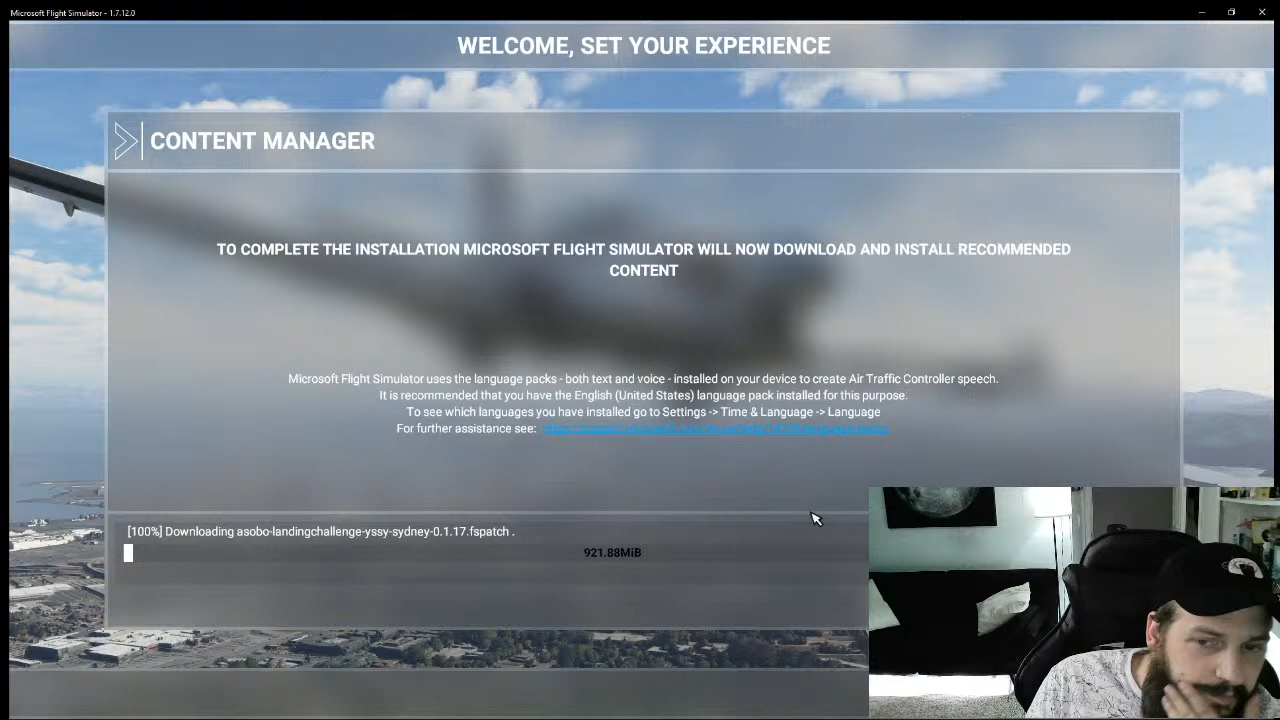 Microsoft Flight Simulator - 1.7.12.0
WELCOME, SET YOUR EXPERIENCE
CONTENT MANAGER
TO COMPLETE THE INSTALLATION MICROSOFT FLIGHT SIMULATOR WILL NOW DOWNLOAD AND INSTALL RECOMMENDED
CONTENT
Microsoft Flight Simulator uses the language packs - both text and voice - installed on your device to create Air Traffic Controller speech.
It is recommended that you have the English (United States) language pack installed for this purpose.
To see which languages you have installed go to Settings -> Time & Language -> Language
For further assistance see:
[100%] Downloading asobo-landingchallenge-yssy-sydney-0.1.17.fspatch .
921.88MiB